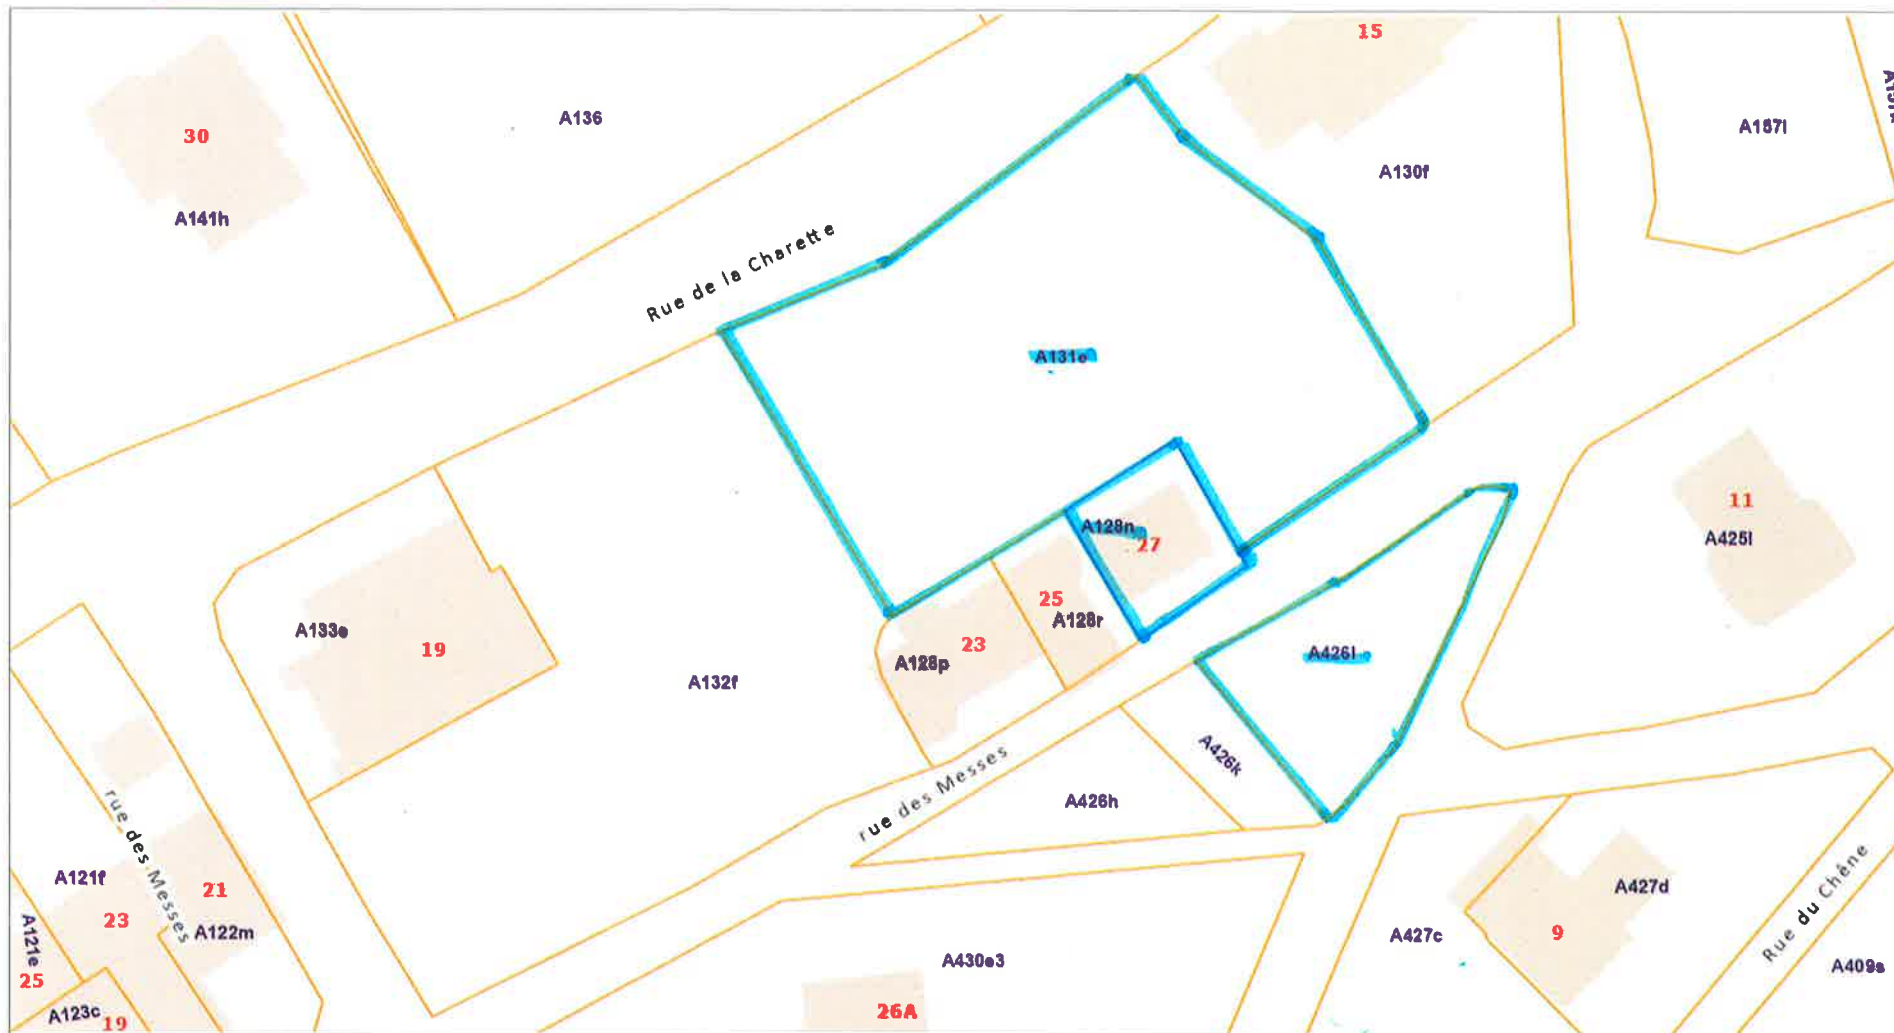 15
A136
30
A187l
A130f
A141h
Rue de la Charette
A131e
11
A128n
A425l
27
25
A128r
A133e
19
23
A426l
A128p
A132f
A426k
rue des Messes
A426h
rue des Messes
A121f
21
A427d
23
A122m
Rue du Chêne
A121e
9
A427c
A430e3
A409s
25
26A
A123c
19